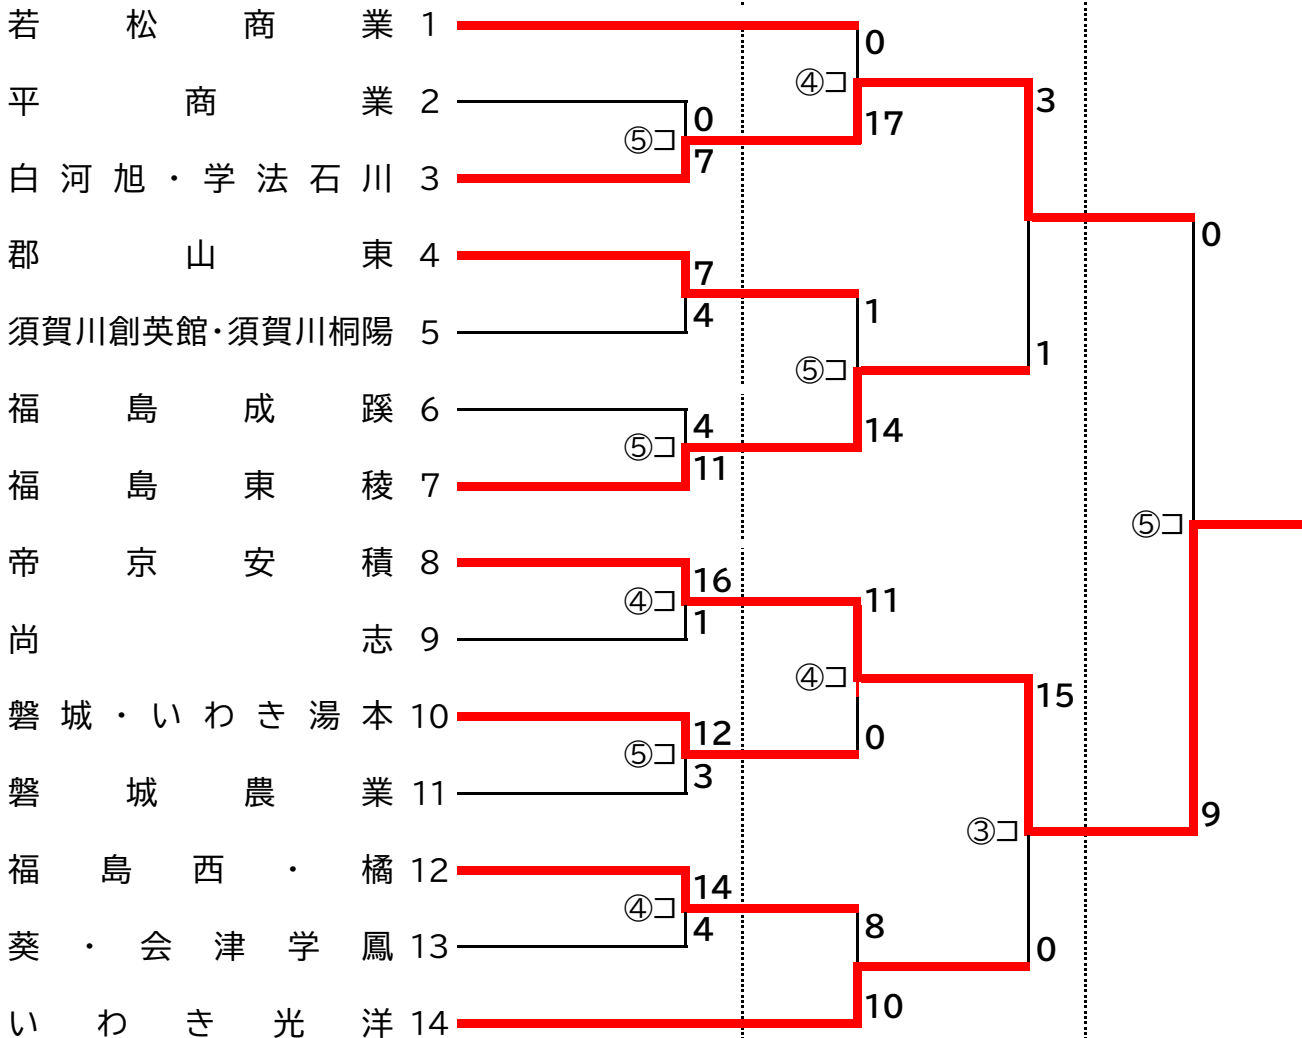 若松商業 1
0
④コ
3
平商業 2
0
17
⑤コ
7
白河旭・学法石川 3
郡山東 4
7
0
4
1
須賀川創英館・須賀川桐陽 5
1
⑤コ
福島成蹊 6
4
14
⑤コ
11
福島東稜 7
⑤コ
帝京安積 8
16
11
④コ
1
尚志 9
④コ
15
磐城・いわき湯本 10
12
0
⑤コ
3
磐城農業 11
9
③コ
福島西・橘 12
14
④コ
4
8
葵・会津学鳳 13
0
10
いわき光洋 14